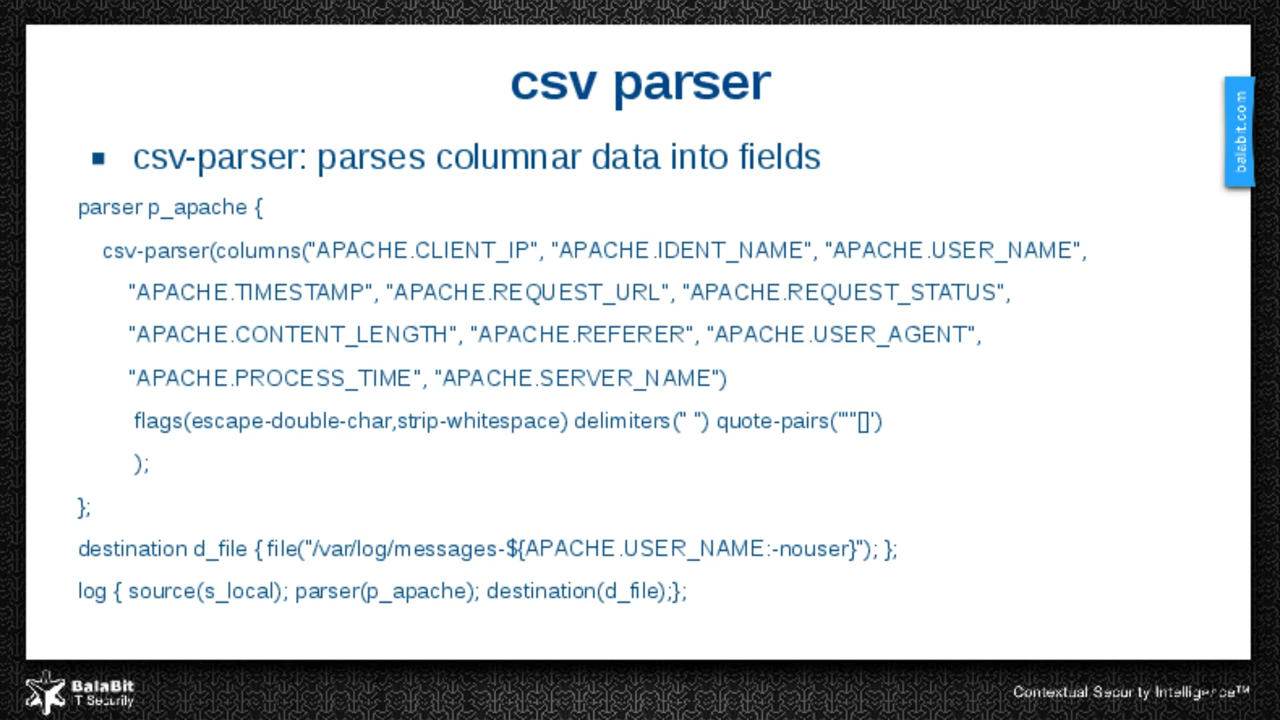 csv parser
balabit.com
■ csv-parser: parses columnar data into fields
parser p_apache {
csv-parser(columns("APACHE.CLIENT_IP", "APACHE.IDENT_NAME", "APACHE.USER_NAME",
"APACHE.TIMESTAMP", "APACHE.REQUEST_URL", "APACHE.REQUEST_STATUS",
"APACHE.CONTENT_LENGTH", "APACHE.REFERER", "APACHE.USER_AGENT",
"APACHE.PROCESS_TIME", "APACHE.SERVER_NAME")
flags(escape-double-char,strip-whitespace) delimiters(" ") quote-pairs('""[]')
);
};
destination d_file { file("/var/log/messages-${APACHE.USER_NAME:-nouser}"); };
log { source(s_local); parser(p_apache); destination(d_file);};
BalaBit
IT Security
Contextual Security Intelligence™